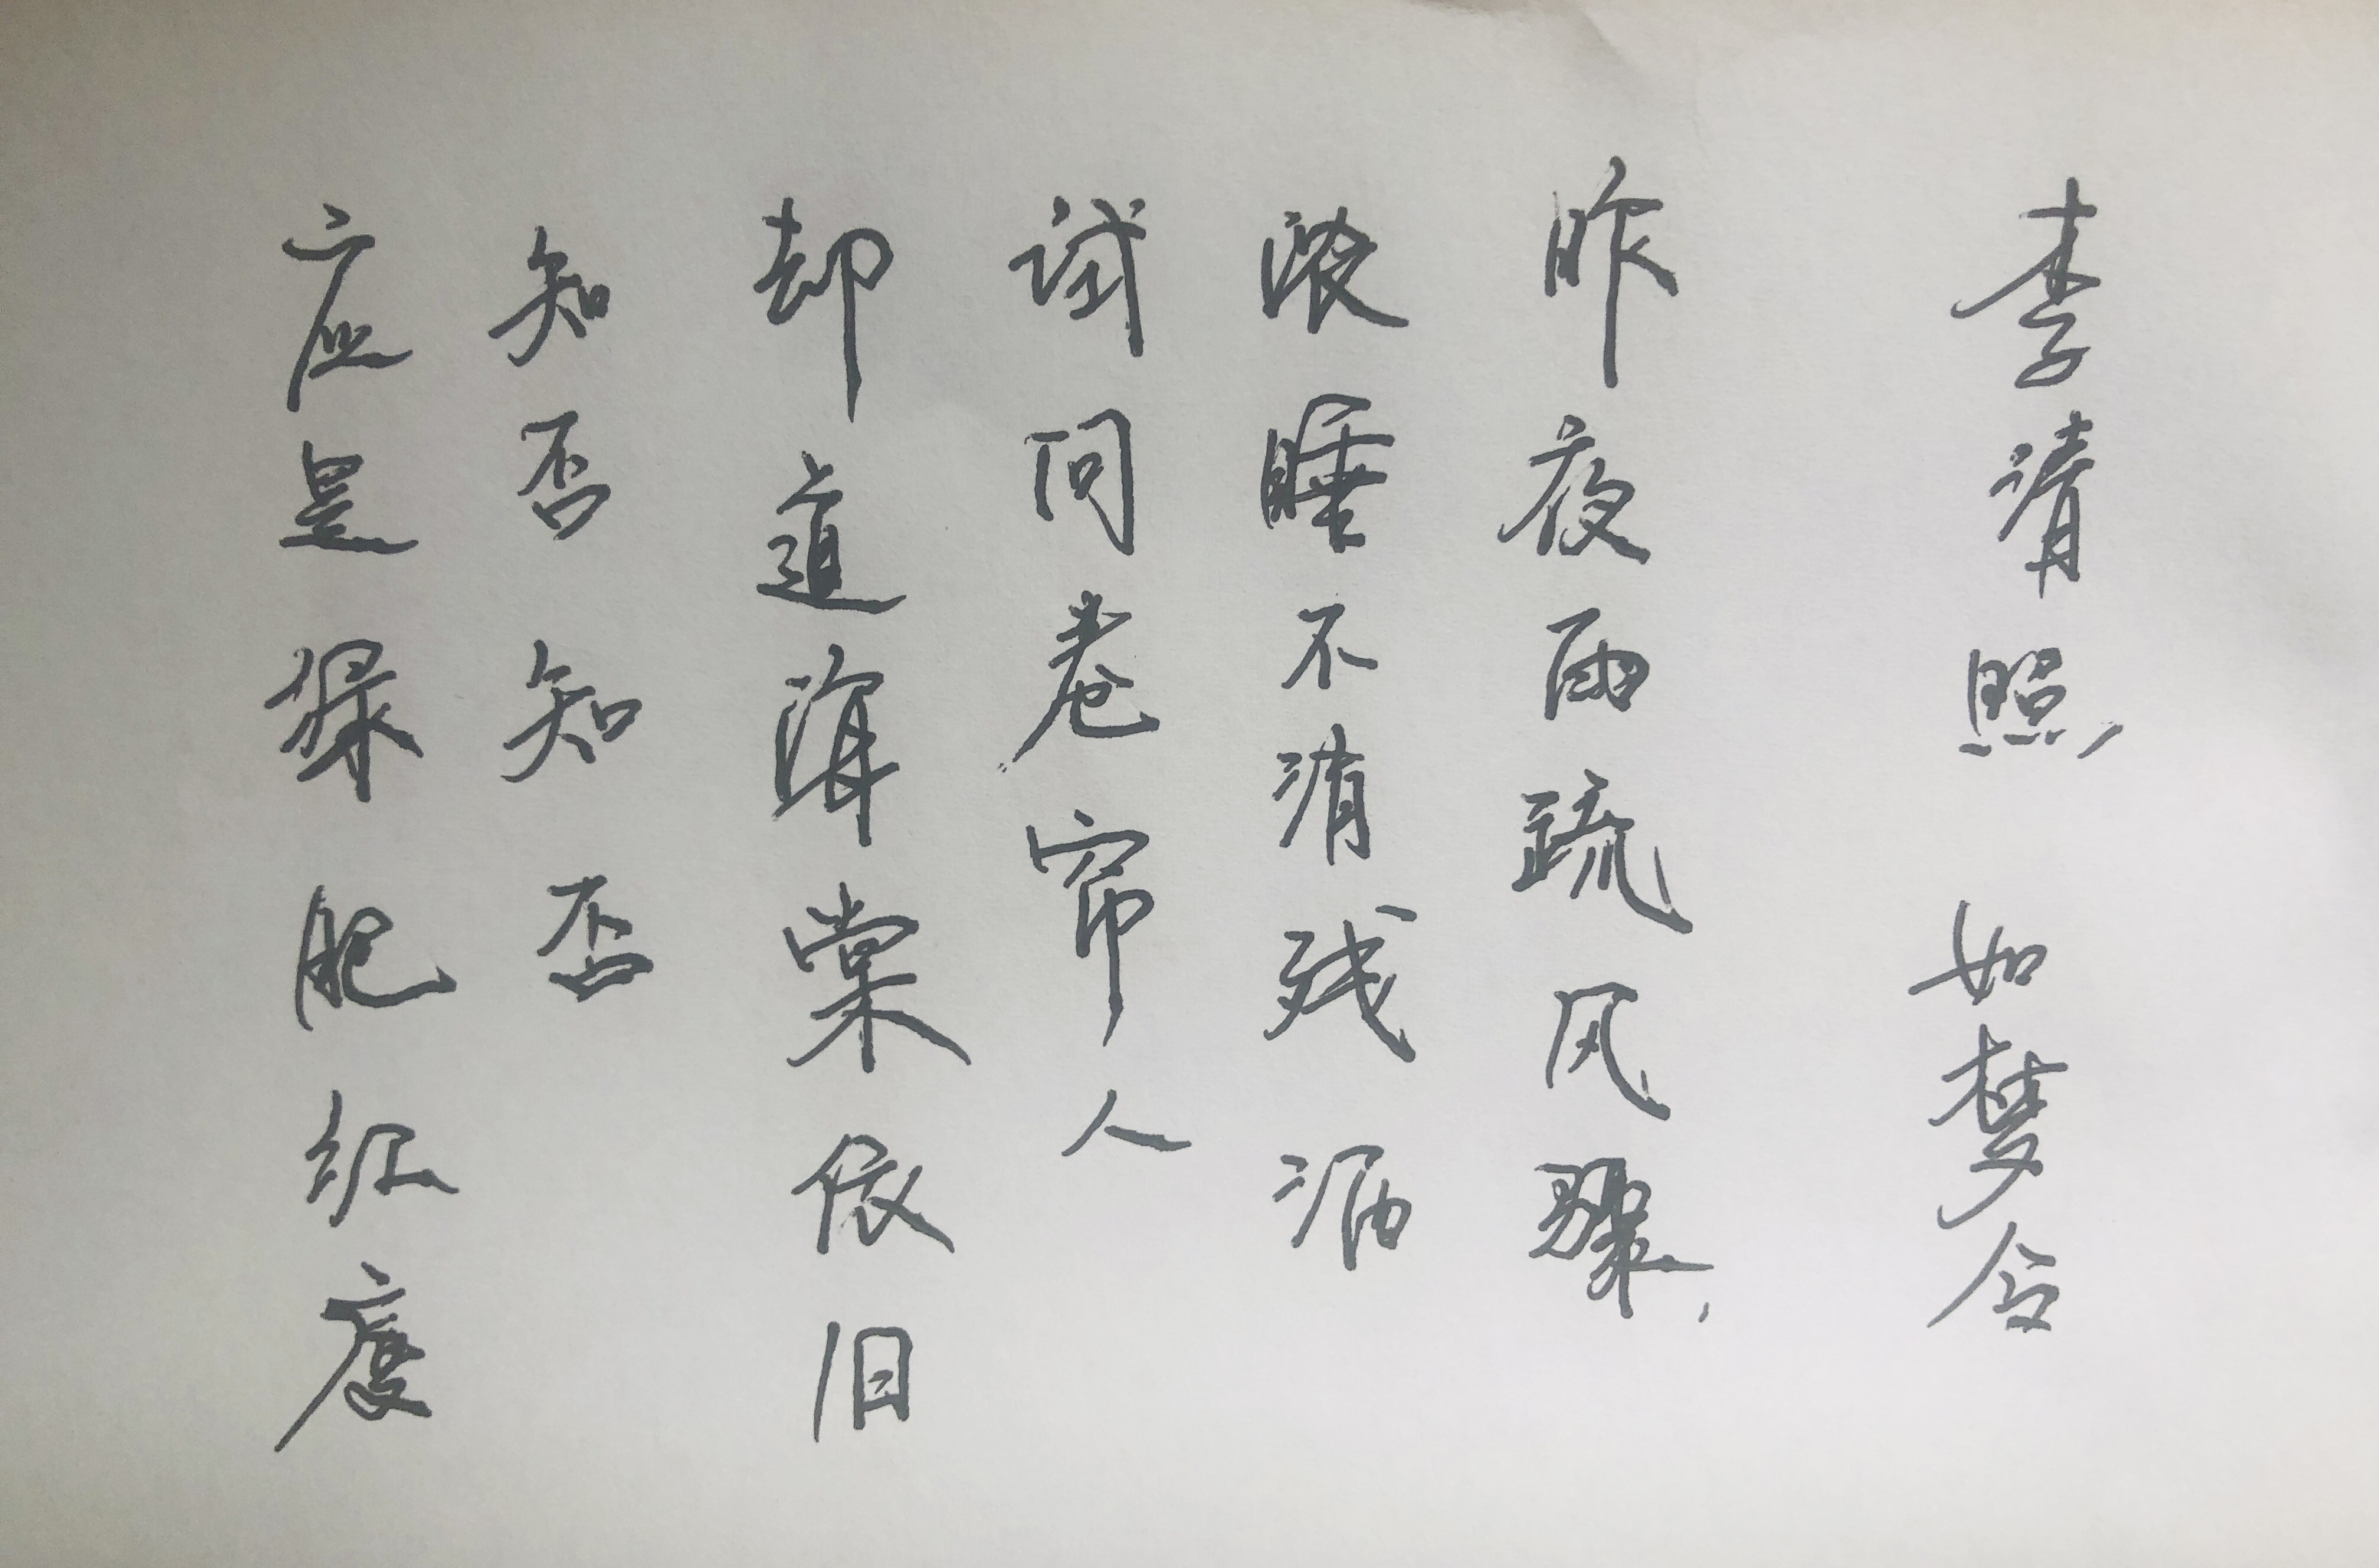 李清照 如梦令
昨夜雨疏风骤,
浓睡不消残酒
试问卷帘人
却道海棠依旧
知否知否
应是绿肥红瘦